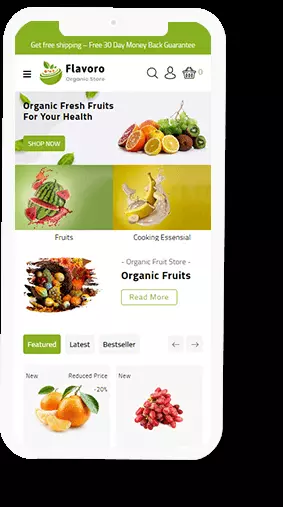 Get free shipping – Free 30 Day Money Back Guarantee
Flavoro
Organic Store
0
Organic Fresh Fruits
For Your Health
SHOP NOW
Fruits
Cooking Essensial
- Organic Fruit Store -
Organic Fruits
Read More
Featured
Latest
Bestseller
New
Reduced Price
-20%
New